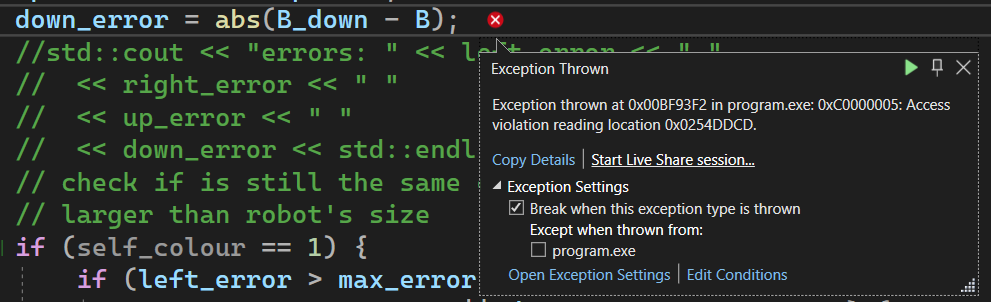 down_error = abs(B_down - B);
//std::cout << "errors: " << left_error << " "
//  << right_error << " "
//  << up_error << " "
//  << down_error << std::endl
// check if is still the same
// larger than robot's size
if (self_colour == 1) {
if (left_error > max_error
Exception Thrown
Exception thrown at 0x00BF93F2 in program.exe: 0xC0000005: Access
violation reading location 0x0254DDCD.
Copy Details | Start Live Share session...
Exception Settings
Break when this exception type is thrown
Except when thrown from:
program.exe
Open Exception Settings | Edit Conditions